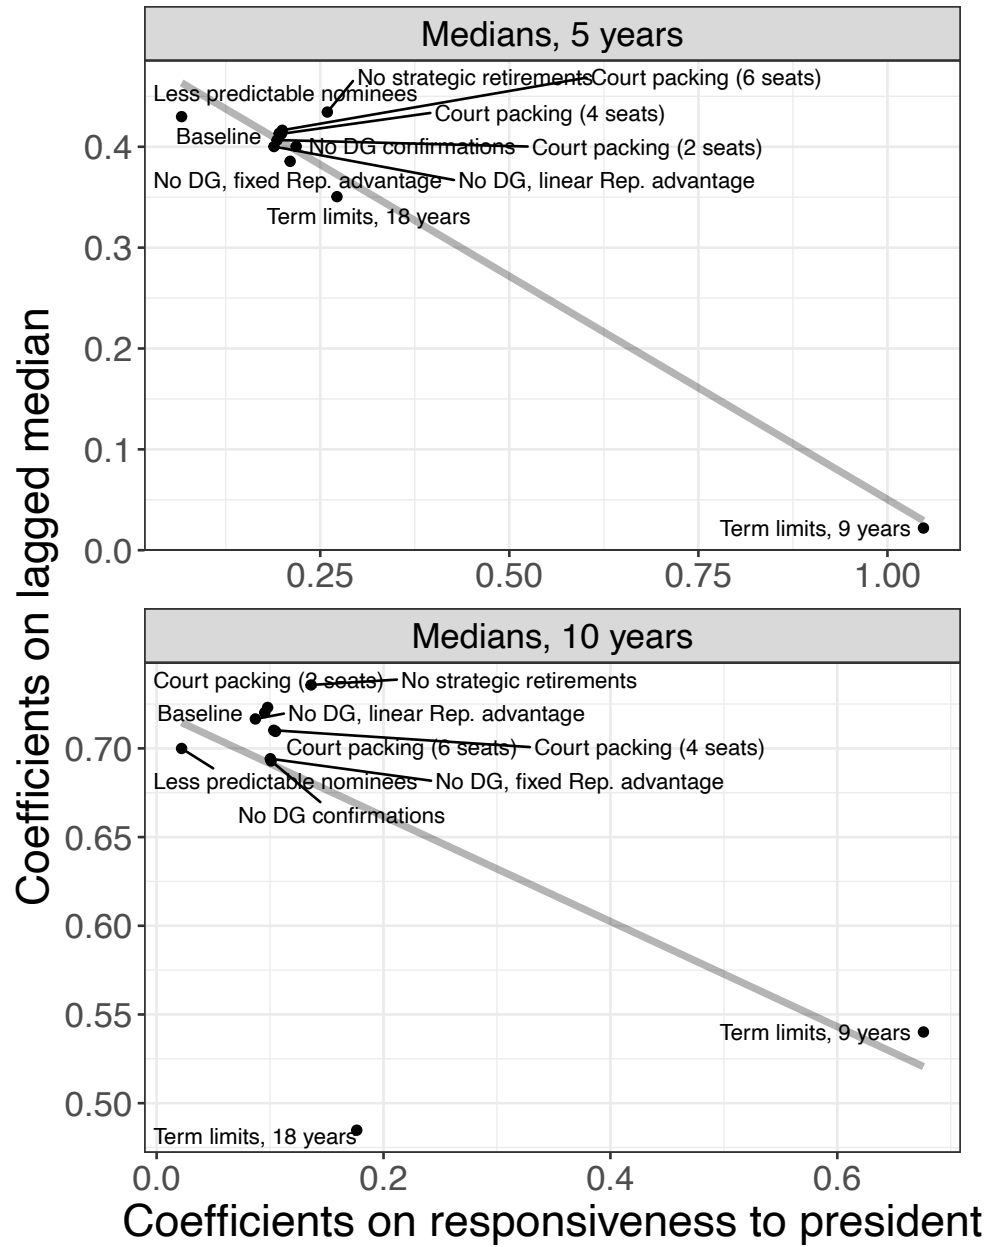 Medians, 5 years
No strategic retirements
Court packing (6 seats)
Less predictable nominees
Court packing (4 seats)
Baseline
No DG confirmations
Court packing (2 seats)
No DG, fixed Rep. advantage
No DG, linear Rep. advantage
Term limits, 18 years
Term limits, 9 years
0.4
0.3
0.2
0.1
0.0
0.25
0.50
0.75
1.00
Medians, 10 years
Court packing (2 seats)
No strategic retirements
Baseline
No DG, linear Rep. advantage
Court packing (6 seats)
Court packing (4 seats)
Less predictable nominees
No DG, fixed Rep. advantage
No DG confirmations
Term limits, 9 years
Term limits, 18 years
0.70
0.65
0.60
0.55
0.50
0.0
0.2
0.4
0.6
Coefficients on lagged median
Coefficients on responsiveness to president